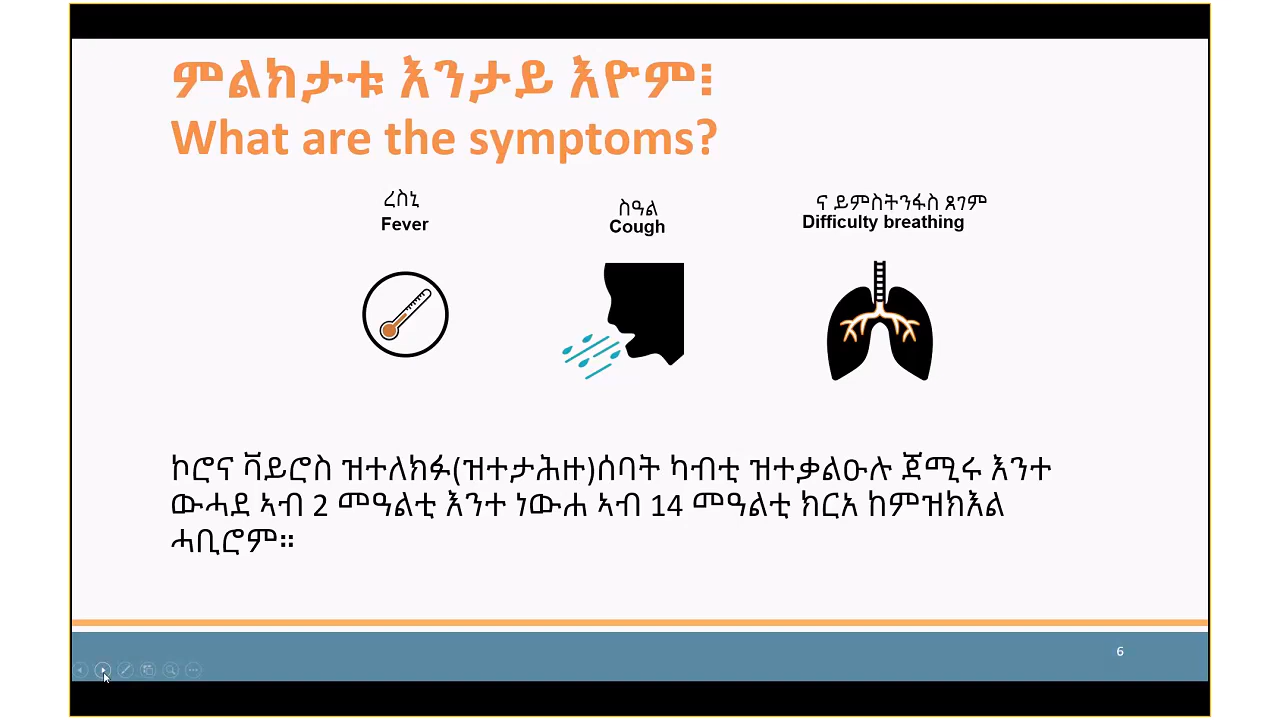 ምልክታቱ እንታይ እዮም፧
What are the symptoms?
ረስኒ
Fever
ስዓል
Cough
ና ይምስትንፋስ ጸገም
Difficulty breathing
ኮሮና ቫይሮስ ዝተለክፉ(ዝተታሕዙ)ሰባት ካብቲ ዝተቃልዑሉ ጀሚሩ እንተ
ውሓደ ኣብ 2 መዓልቲ እንተ ነውሐ ኣብ 14 መዓልቲ ክርአ ከምዝክእል
ሓቢሮም።
6